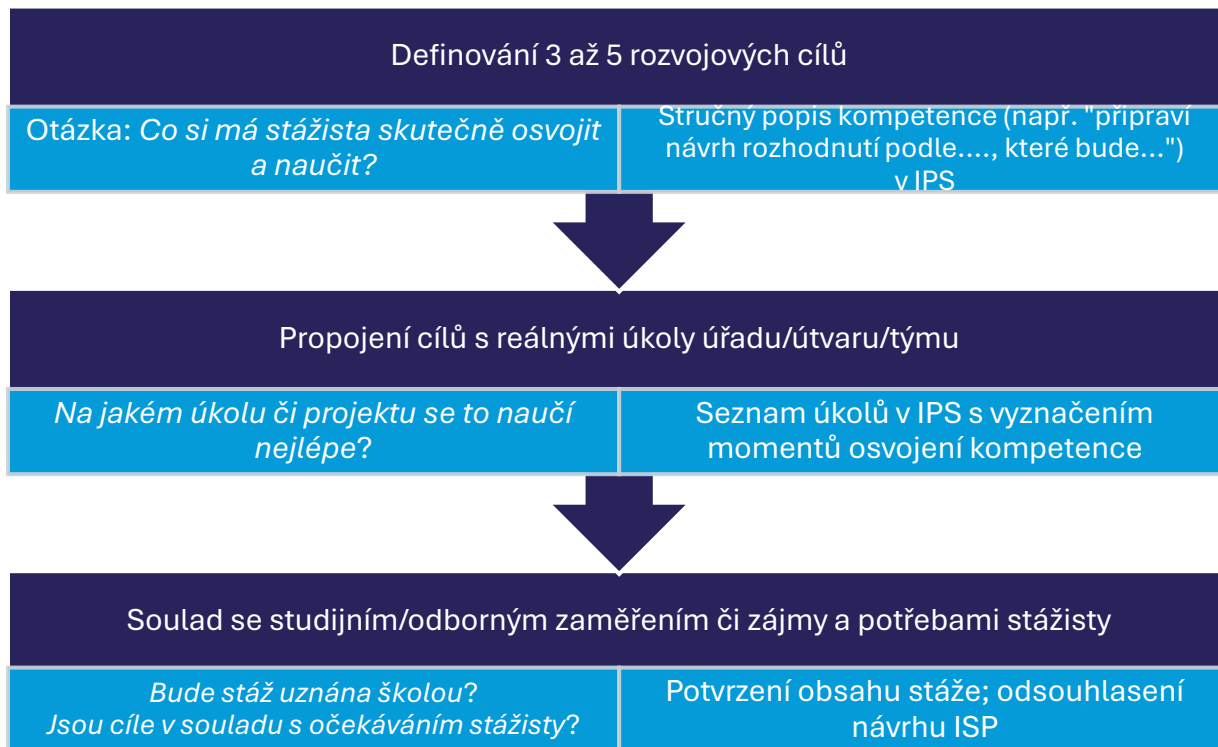 Definování 3 až 5 rozvojových cílů
Otázka: Co si má stážista skutečně osvojit
a naučit?
Stručný popis kompetence (např. "připraví
návrh rozhodnutí podle...., které bude...")
v IPS
Propojení cílů s reálnými úkoly úřadu/útvaru/týmu
Na jakém úkolu či projektu se to naučí
nejlépe?
Seznam úkolů v IPS s vyznačením
momentů osvojení kompetence
Soulad se studijním/odborným zaměřením či zájmy a potřebami stážisty
Bude stáž uznána školou?
Jsou cíle v souladu s očekáváním stážisty?
Potvrzení obsahu stáže; odsouhlasení
návrhu ISP